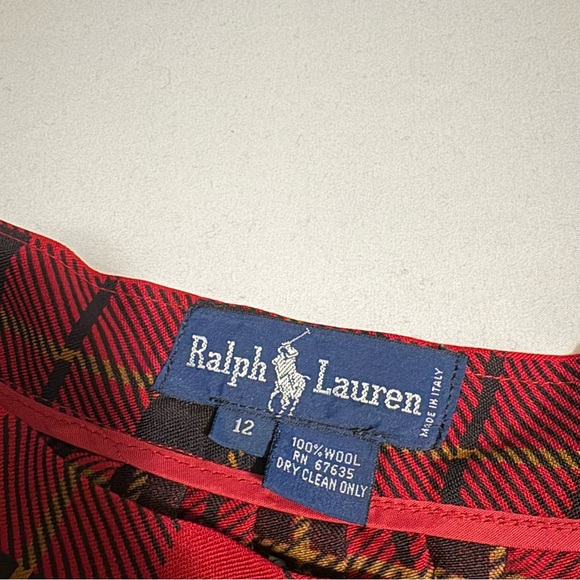 Ralph Lauren
MADE IN ITALY
12
100% WOOL
RN 67635
DRY CLEAN ONLY